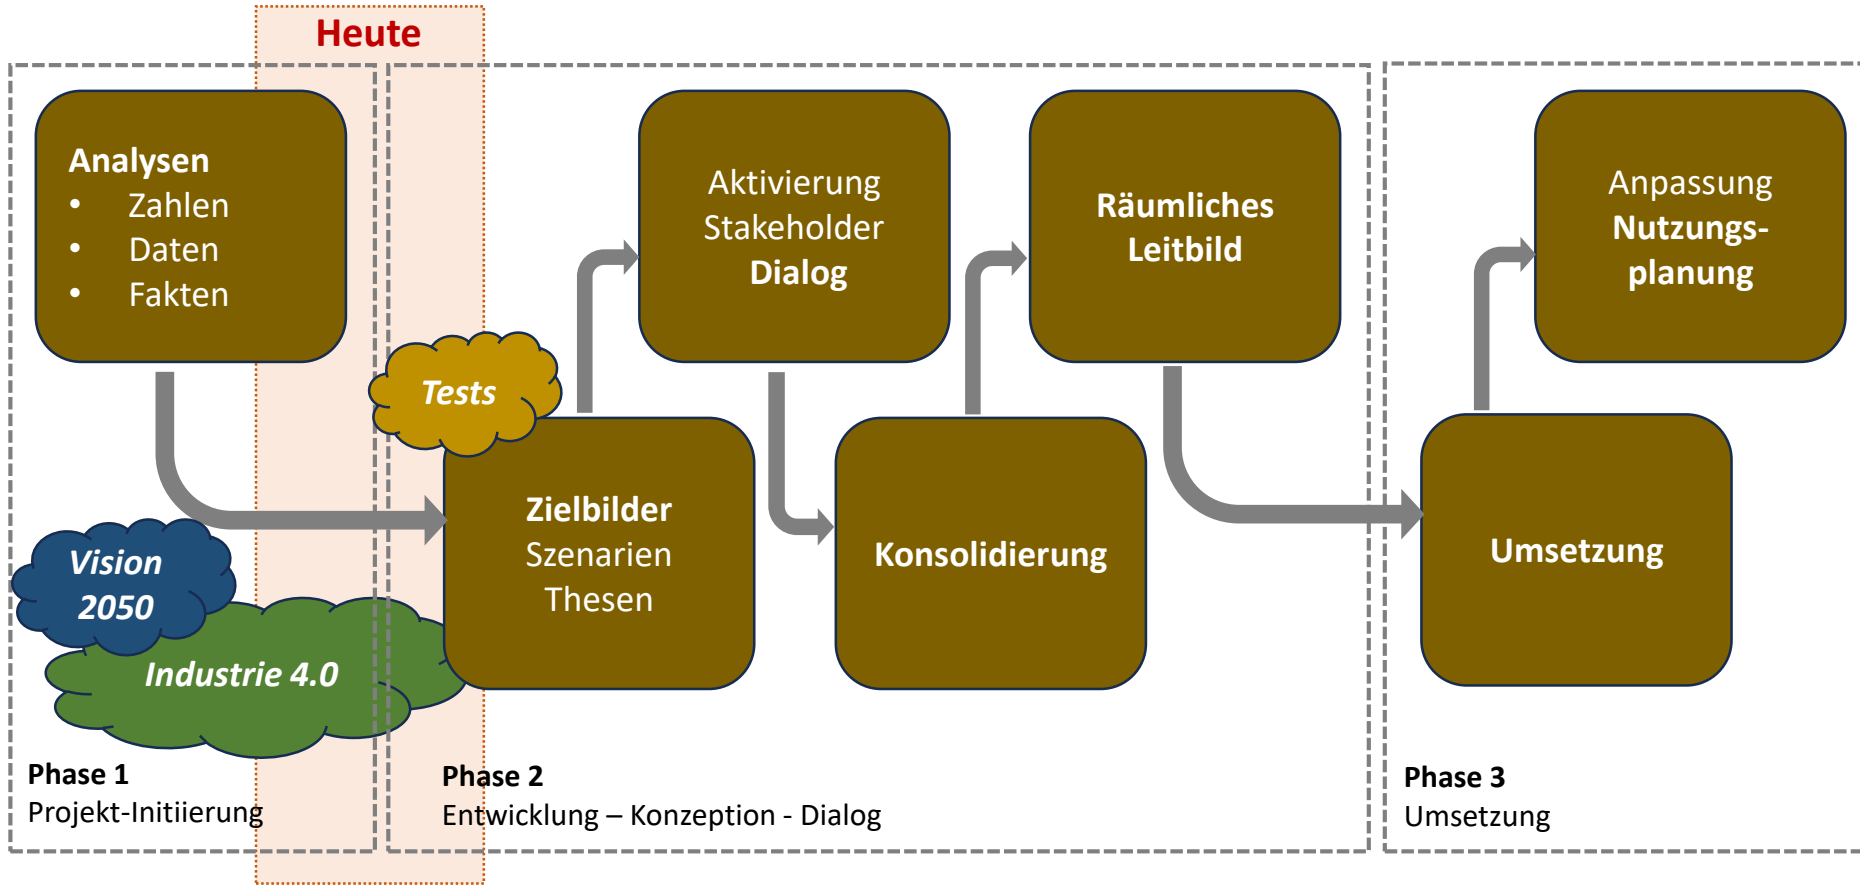 Heute
Analysen
• Zahlen
• Daten
• Fakten
Vision
2050
Industrie 4.0
Phase 1
Projekt-Initiierung
Tests
Zielbilder
Szenarien
Thesen
Aktivierung
Stakeholder
Dialog
Konsolidierung
Räumliches
Leitbild
Phase 2
Entwicklung – Konzeption - Dialog
Umsetzung
Anpassung
Nutzungs-
planung
Phase 3
Umsetzung